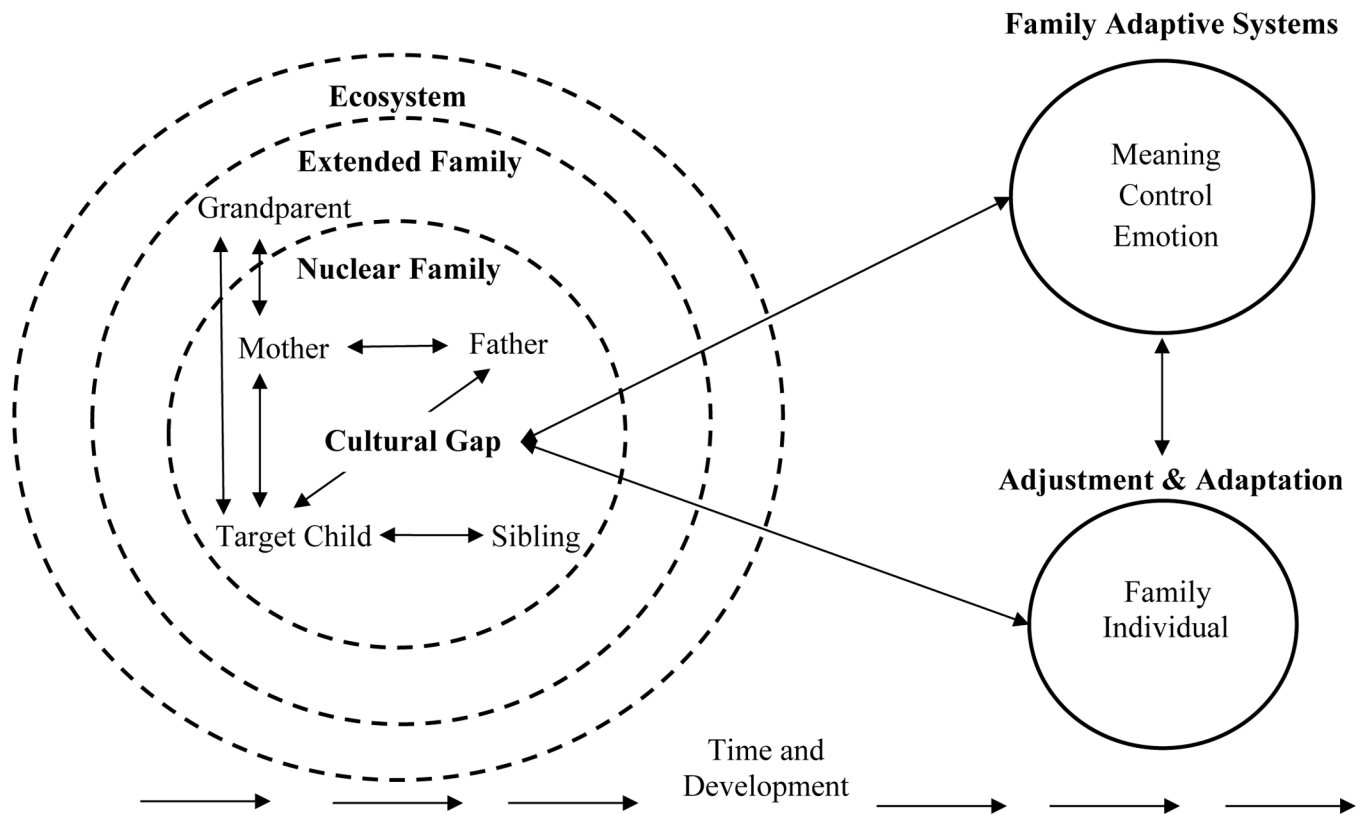 Family Adaptive Systems
Ecosystem
Extended Family
Grandparent
Nuclear Family
Mother
Father
Cultural Gap
Target Child
Sibling
Meaning
Control
Emotion
Adjustment & Adaptation
Family
Individual
Time and
Development